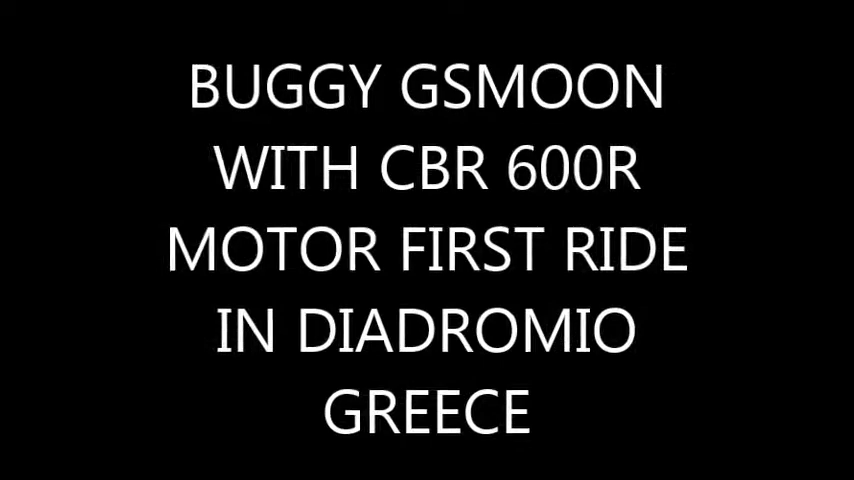 BUGGY GSMOON
WITH CBR 600R
MOTOR FIRST RIDE
IN DIADROMIO
GREECE